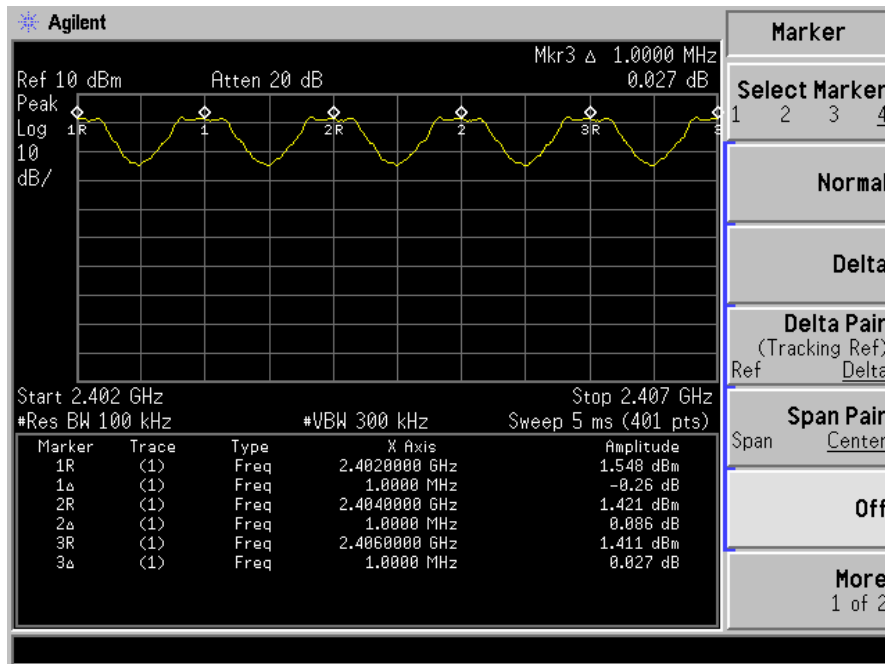 Agilent
Mkr3 Δ 1.0000 MHz
Ref 10 dBm Atten 20 dB 0.027 dB
Peak
Log
10
dB/
1R 1 2R 2 3R 3
Start 2.402 GHz Stop 2.407 GHz
#Res BW 100 kHz #VBW 300 kHz Sweep 5 ms (401 pts)
Marker Trace Type X Axis Amplitude
1R (1) Freq 2.4020000 GHz 1.548 dBm
1Δ (1) Freq 1.0000 MHz -0.26 dB
2R (1) Freq 2.4040000 GHz 1.421 dBm
2Δ (1) Freq 1.0000 MHz 0.086 dB
3R (1) Freq 2.4060000 GHz 1.411 dBm
3Δ (1) Freq 1.0000 MHz 0.027 dB
Marker
Select Marker
1 2 3 4
Normal
Delta
Delta Pair
(Tracking Ref)
Ref Delta
Span Pair
Span Center
Off
More
1 of 2